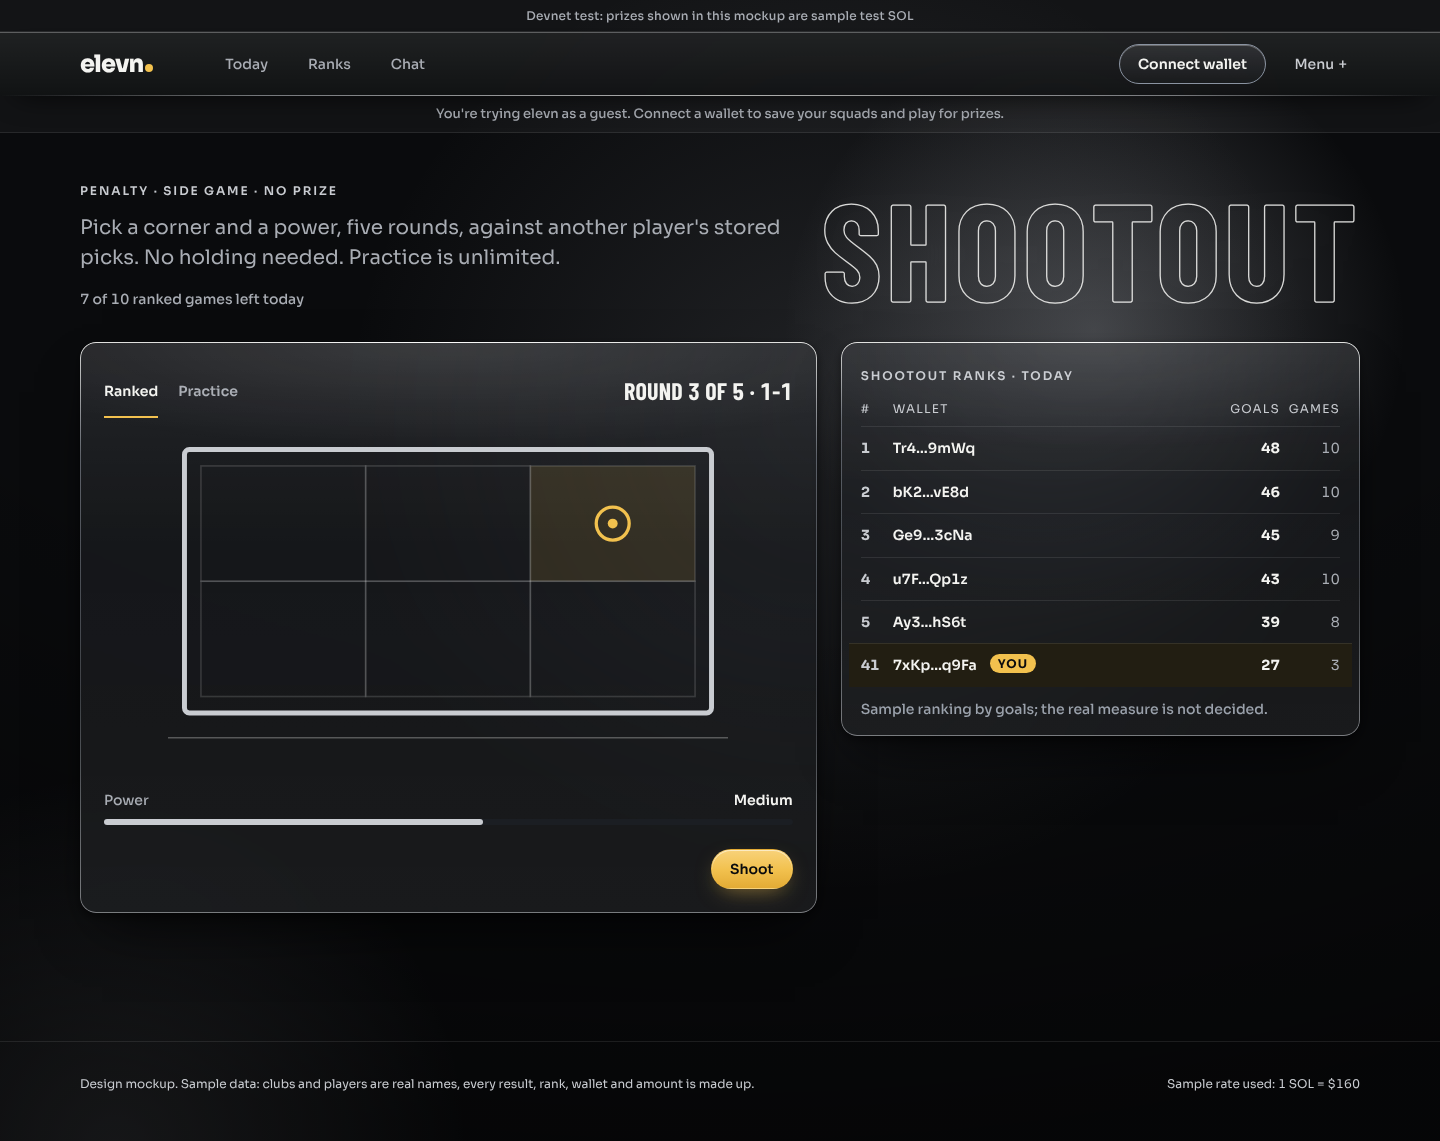 Devnet test: prizes shown in this mockup are sample test SOL
elevn.
Today
Ranks
Chat
Connect wallet
Menu +
You're trying elevn as a guest. Connect a wallet to save your squads and play for prizes.
PENALTY · SIDE GAME · NO PRIZE
Pick a corner and a power, five rounds, against another player's stored
picks. No holding needed. Practice is unlimited.
7 of 10 ranked games left today
SHOOTOUT
Ranked
Practice
ROUND 3 OF 5 · 1-1
Power
Medium
Shoot
SHOOTOUT RANKS · TODAY
# WALLET GOALS GAMES
1 Tr4...9mWq 48 10
2 bK2...vE8d 46 10
3 Ge9...3cNa 45 9
4 u7F...Qp1z 43 10
5 Ay3...hS6t 39 8
41 7xKp...q9Fa YOU 27 3
Sample ranking by goals; the real measure is not decided.
Design mockup. Sample data: clubs and players are real names, every result, rank, wallet and amount is made up.
Sample rate used: 1 SOL = $160